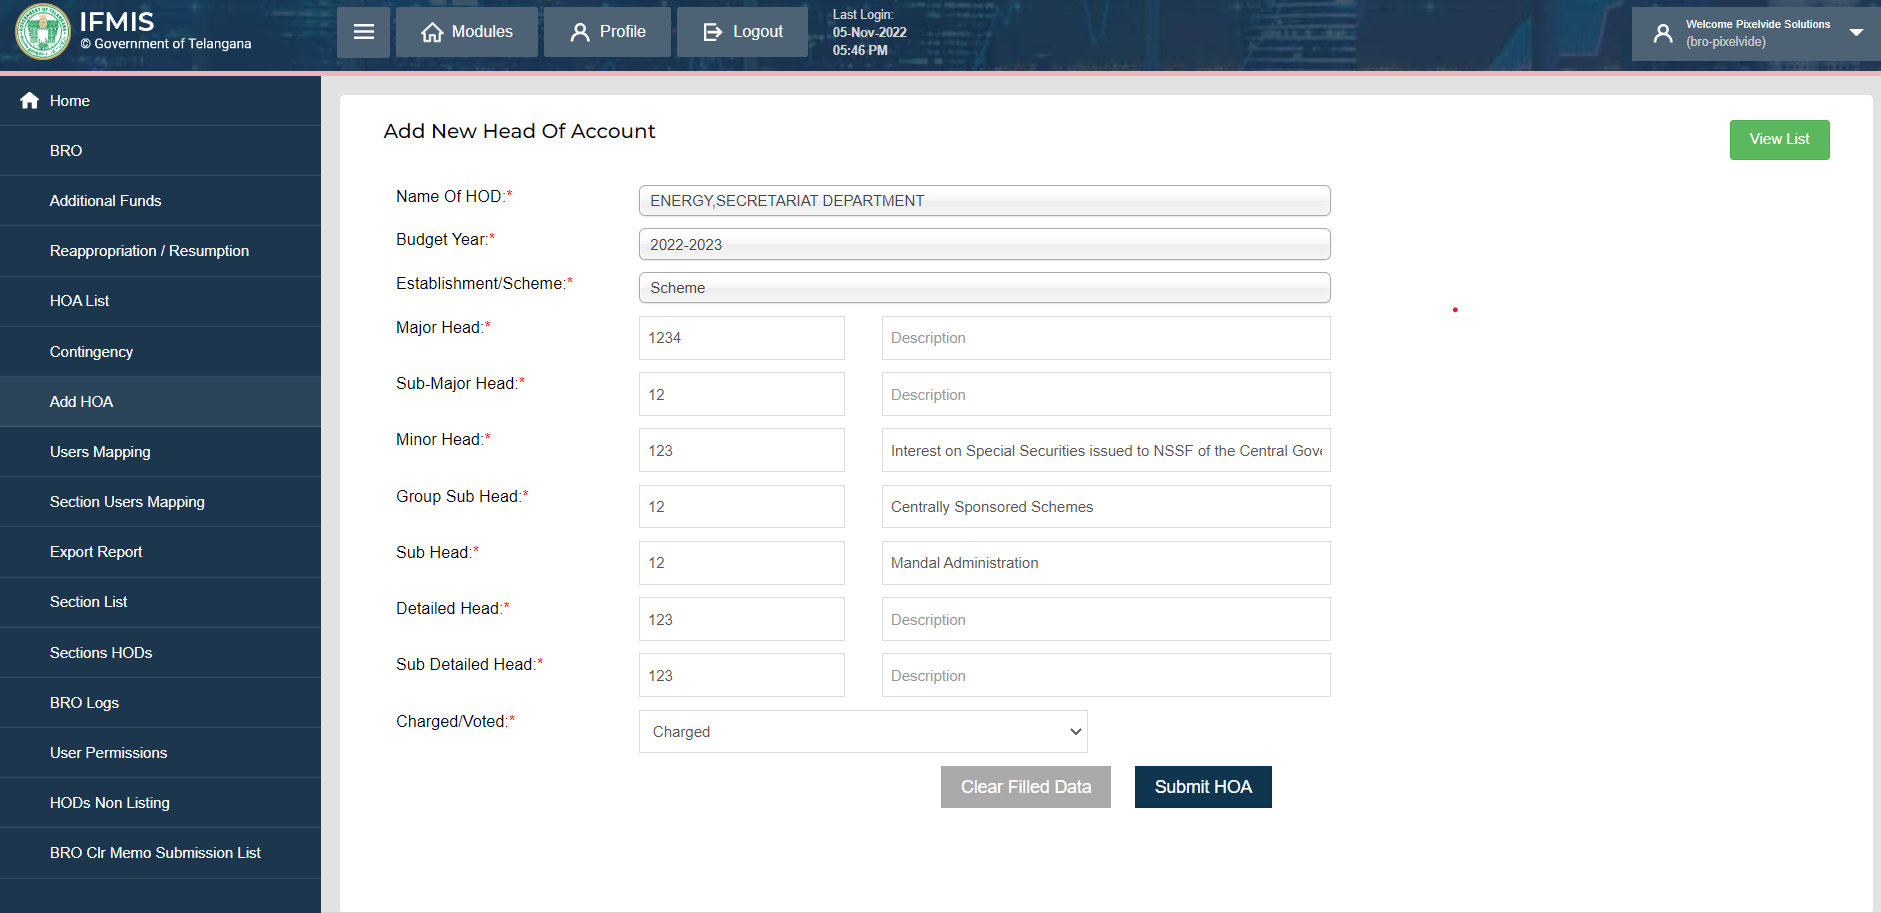 IFMIS
© Government of Telangana
Modules
Profile
Logout
Last Login:
05-Nov-2022
05:46 PM
Welcome Pixelvide Solutions
(bro-pixelvide)
Home
BRO
Additional Funds
Reappropriation / Resumption
HOA List
Contingency
Add HOA
Users Mapping
Section Users Mapping
Export Report
Section List
Sections HODs
BRO Logs
User Permissions
HODs Non Listing
BRO Clr Memo Submission List
Add New Head Of Account
View List
Name Of HOD:* ENERGY,SECRETARIAT DEPARTMENT
Budget Year:* 2022-2023
Establishment/Scheme:* Scheme
Major Head:* 1234 Description
Sub-Major Head:* 12 Description
Minor Head:* 123 Interest on Special Securities issued to NSSF of the Central Gove
Group Sub Head:* 12 Centrally Sponsored Schemes
Sub Head:* 12 Mandal Administration
Detailed Head:* 123 Description
Sub Detailed Head:* 123 Description
Charged/Voted:* Charged
Clear Filled Data Submit HOA